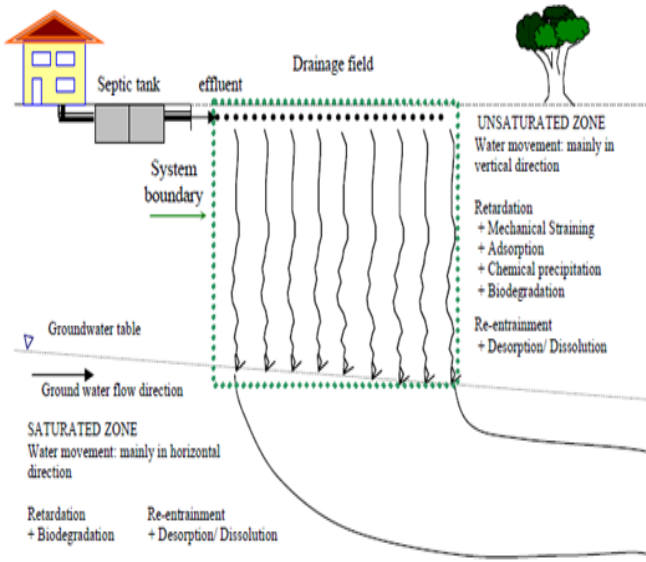 Drainage field
Septic tank
effluent
System
boundary
UNSATURATED ZONE
Water movement: mainly in
vertical direction
Retardation
+ Mechanical Straining
+ Adsorption
+ Chemical precipitation
+ Biodegradation
Re-entrainment
+ Desorption/ Dissolution
Groundwater table
Ground water flow direction
SATURATED ZONE
Water movement: mainly in horizontal
direction
Retardation
+ Biodegradation
Re-entrainment
+ Desorption/ Dissolution